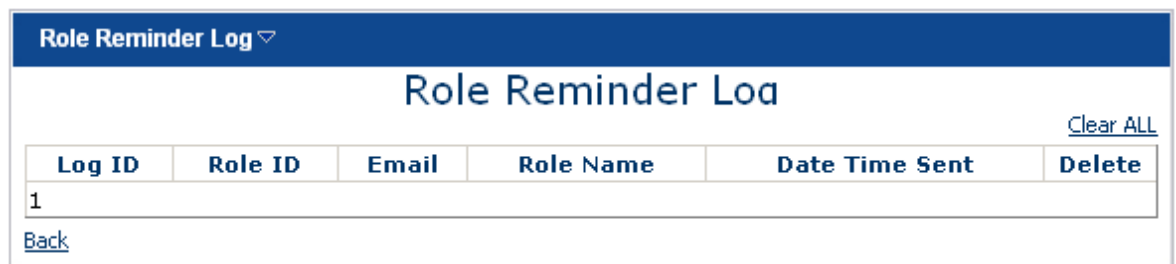 Role Reminder Log
Role Reminder Log
Clear ALL
Log ID Role ID Email Role Name Date Time Sent Delete
1
Back